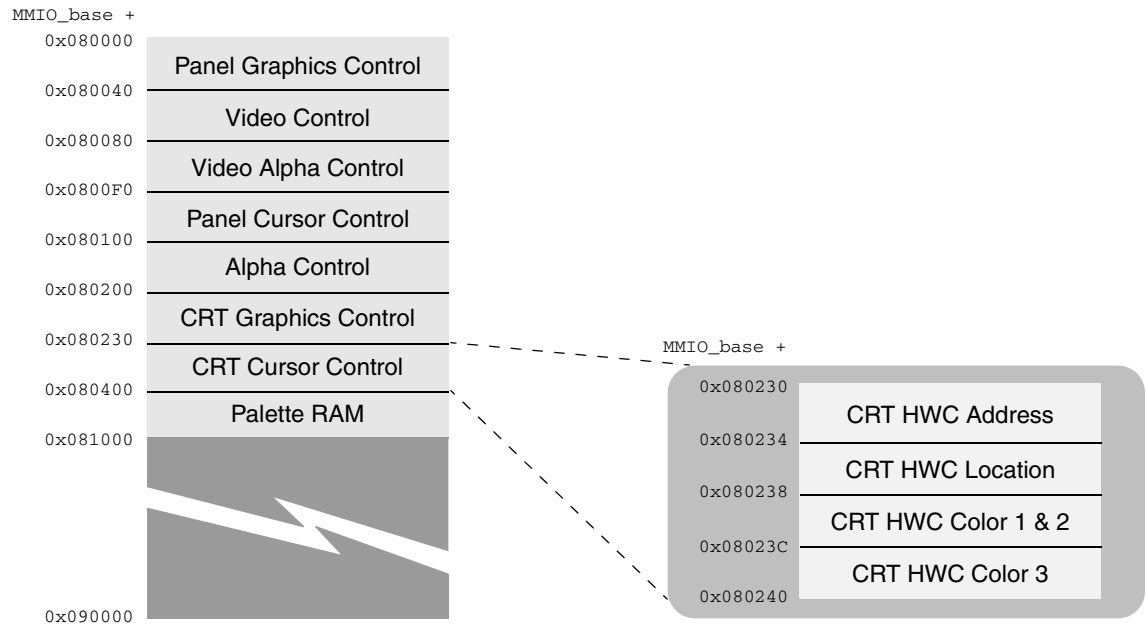 MMIO_base +
0x080000
Panel Graphics Control
0x080040
Video Control
0x080080
Video Alpha Control
0x0800F0
Panel Cursor Control
0x080100
Alpha Control
0x080200
CRT Graphics Control
0x080230
CRT Cursor Control
0x080400
Palette RAM
0x081000
0x090000
MMIO_base +
0x080230
CRT HWC Address
0x080234
CRT HWC Location
0x080238
CRT HWC Color 1 & 2
0x08023C
CRT HWC Color 3
0x080240